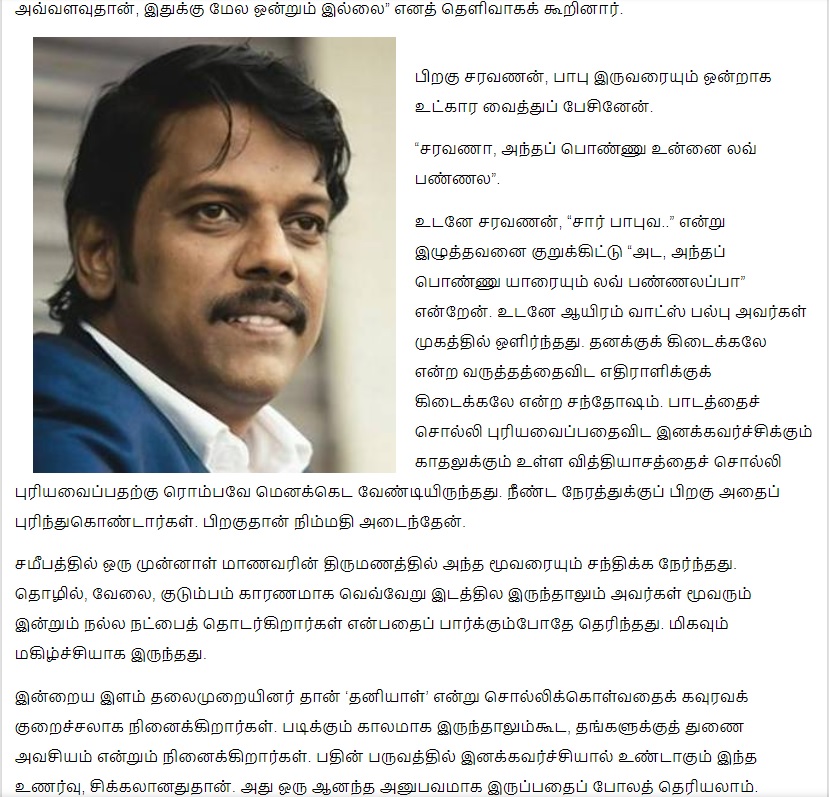 அவ்வளவுதான், இதுக்கு மேல ஒன்றும் இல்லை” எனத் தெளிவாகக் கூறினார்.
பிறகு சரவணன், பாபு இருவரையும் ஒன்றாக
உட்கார வைத்துப் பேசினேன்.
“சரவணா, அந்தப் பொண்ணு உன்னை லவ்
பண்ணல”.
உடனே சரவணன், “சார் பாபுவ..” என்று
இழுத்தவனை குறுக்கிட்டு “அட, அந்தப்
பொண்ணு யாரையும் லவ் பண்ணலப்பா”
என்றேன். உடனே ஆயிரம் வாட்ஸ் பல்பு அவர்கள்
முகத்தில் ஒளிர்ந்தது. தனக்குக் கிடைக்கலே
என்ற வருத்தத்தைவிட எதிராளிக்குக்
கிடைக்கலே என்ற சந்தோஷம். பாடத்தைச்
சொல்லி புரியவைப்பதைவிட இனக்கவர்ச்சிக்கும்
காதலுக்கும் உள்ள வித்தியாசத்தைச் சொல்லி
புரியவைப்பதற்கு ரொம்பவே மெனக்கெட வேண்டியிருந்தது. நீண்ட நேரத்துக்குப் பிறகு அதைப்
புரிந்துகொண்டார்கள். பிறகுதான் நிம்மதி அடைந்தேன்.
சமீபத்தில் ஒரு முன்னாள் மாணவரின் திருமணத்தில் அந்த மூவரையும் சந்திக்க நேர்ந்தது.
தொழில், வேலை, குடும்பம் காரணமாக வெவ்வேறு இடத்தில இருந்தாலும் அவர்கள் மூவரும்
இன்றும் நல்ல நட்பைத் தொடர்கிறார்கள் என்பதைப் பார்க்கும்போதே தெரிந்தது. மிகவும்
மகிழ்ச்சியாக இருந்தது.
இன்றைய இளம் தலைமுறையினர் தான் ‘தனியாள்’ என்று சொல்லிக்கொள்வதைக் கவுரவக்
குறைச்சலாக நினைக்கிறார்கள். படிக்கும் காலமாக இருந்தாலும்கூட, தங்களுக்குத் துணை
அவசியம் என்றும் நினைக்கிறார்கள். பதின் பருவத்தில் இனக்கவர்ச்சியால் உண்டாகும் இந்த
உணர்வு, சிக்கலானதுதான். அது ஒரு ஆனந்த அனுபவமாக இருப்பதைப் போலத் தெரியலாம்.